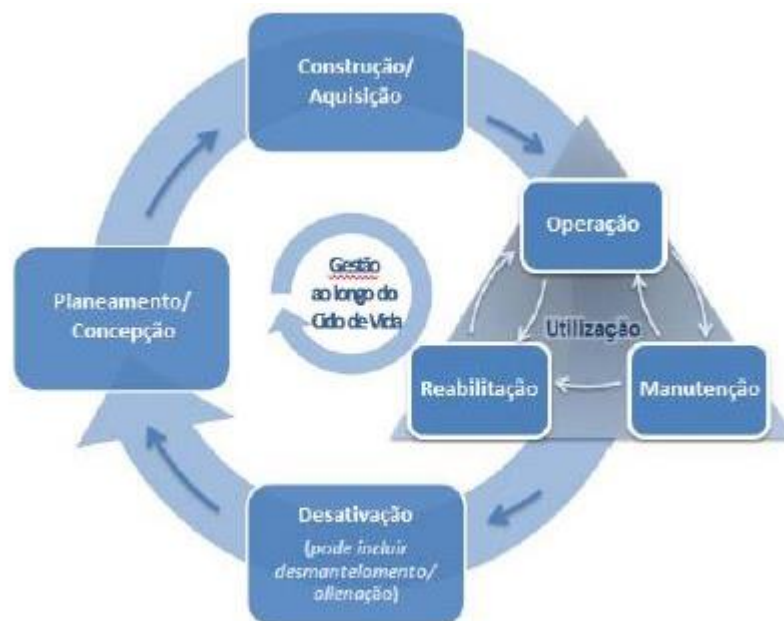 Construção/
Aquisição
Operação
Gestão
ao longo do
Ciclo de Vida
Planeamento/
Concepção
Utilização
Reabilitação
Manutenção
Desativação
(pode incluir
desmantelomento/
alienação)